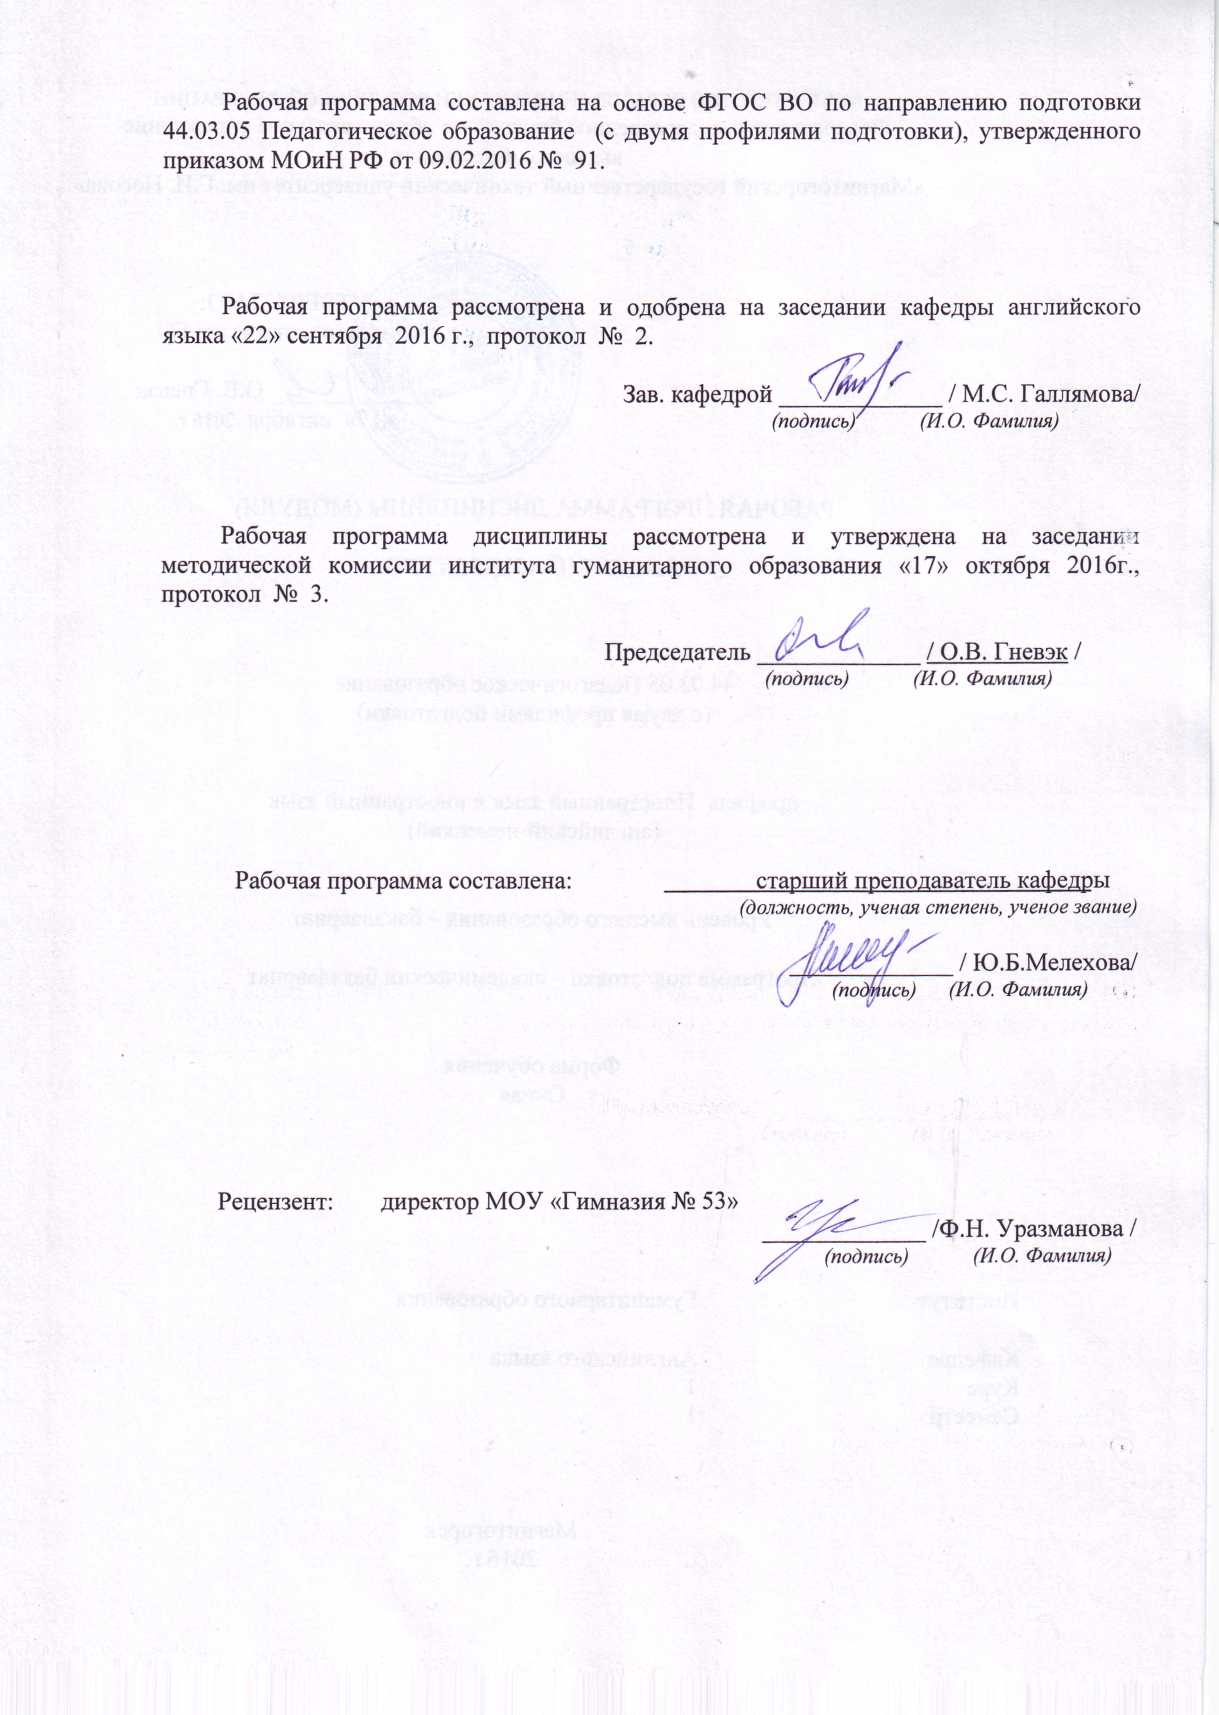 Рабочая программа составлена на основе ФГОС ВО по направлению подготовки
44.03.05 Педагогическое образование (с двумя профилями подготовки), утвержденного
приказом МОиН РФ от 09.02.2016 № 91.
Рабочая программа рассмотрена и одобрена на заседании кафедры английского
языка «22» сентября 2016 г., протокол № 2.
Зав. кафедрой _____________ / М.С. Галлямова/
(подпись) (И.О. Фамилия)
Рабочая программа дисциплины рассмотрена и утверждена на заседании
методической комиссии института гуманитарного образования «17» октября 2016г.,
протокол № 3.
Председатель _____________ / О.В. Гневэк /
(подпись) (И.О. Фамилия)
Рабочая программа составлена: старший преподаватель кафедры
(должность, ученая степень, ученое звание)
_____________ / Ю.Б.Мелехова/
(подпись) (И.О. Фамилия)
Рецензент: директор МОУ «Гимназия № 53»
_____________ /Ф.Н. Уразманова /
(подпись) (И.О. Фамилия)